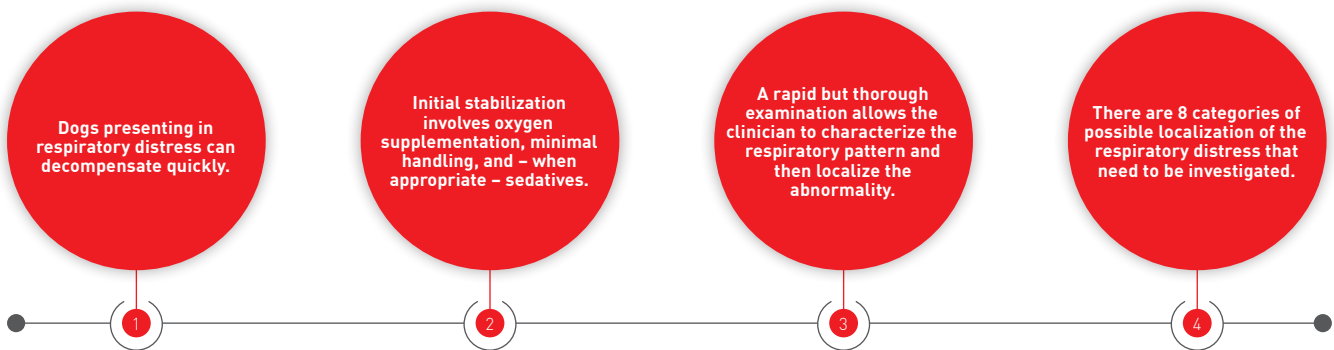 Dogs presenting in
respiratory distress can
decompensate quickly.
Initial stabilization
involves oxygen
supplementation, minimal
handling, and – when
appropriate – sedatives.
A rapid but thorough
examination allows the
clinician to characterize the
respiratory pattern and
then localize the
abnormality.
There are 8 categories of
possible localization of the
respiratory distress that
need to be investigated.
1
2
3
4